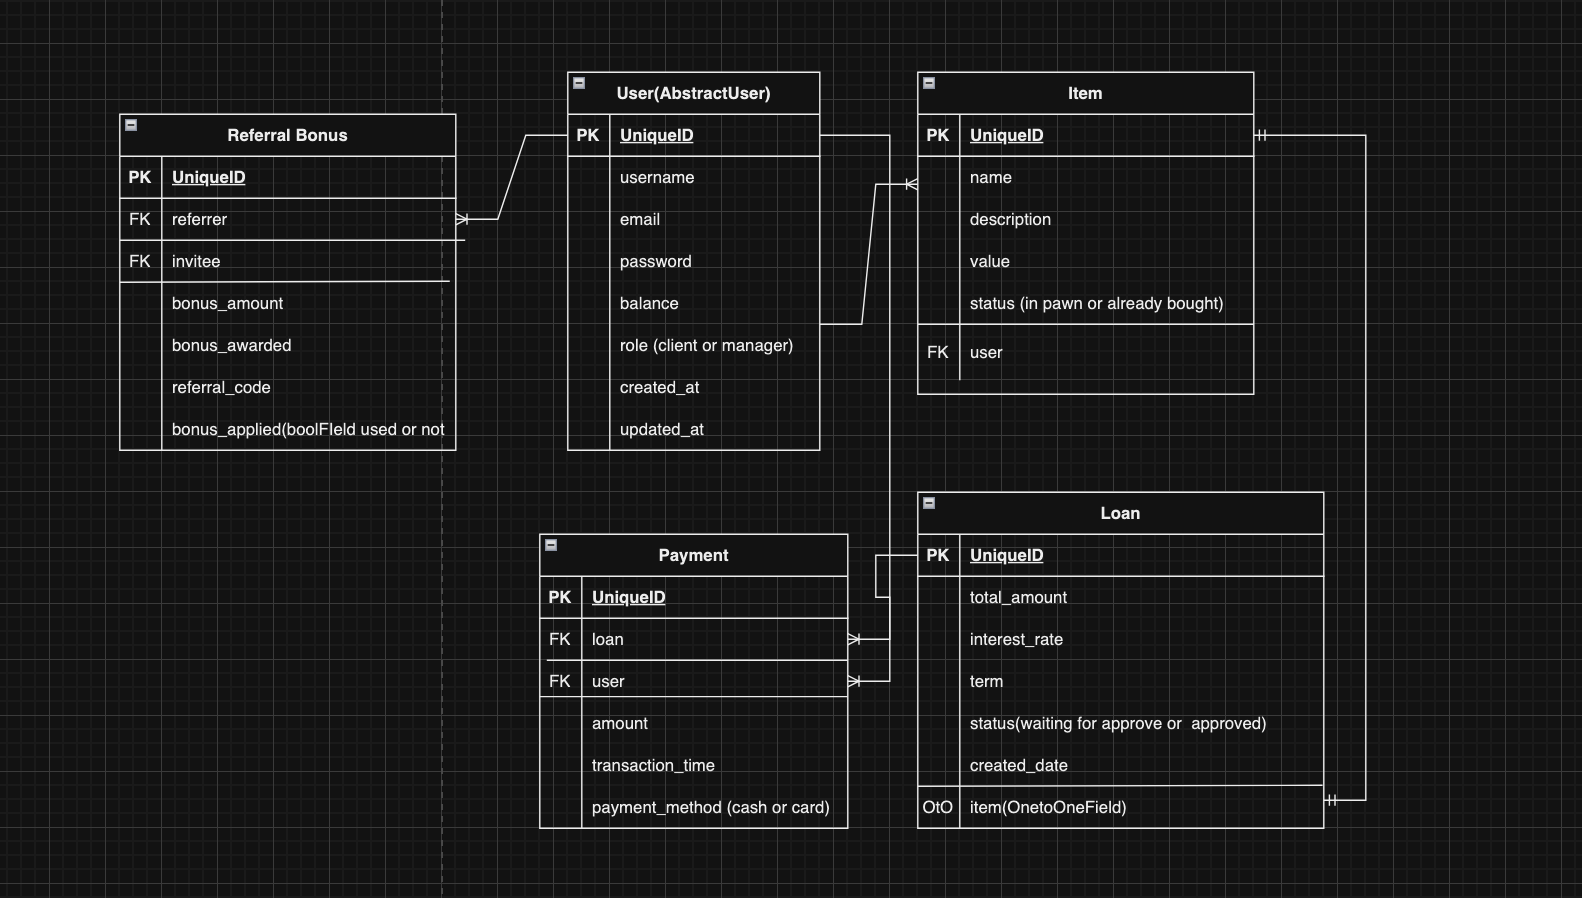 Referral Bonus
PK UniqueID
FK referrer
FK invitee
bonus_amount
bonus_awarded
referral_code
bonus_applied(boolFIeld used or not
User(AbstractUser)
PK UniqueID
username
email
password
balance
role (client or manager)
created_at
updated_at
Item
PK UniqueID
name
description
value
status (in pawn or already bought)
FK user
Payment
PK UniqueID
FK loan
FK user
amount
transaction_time
payment_method (cash or card)
Loan
PK UniqueID
total_amount
interest_rate
term
status(waiting for approve or  approved)
created_date
OtO item(OnetoOneField)